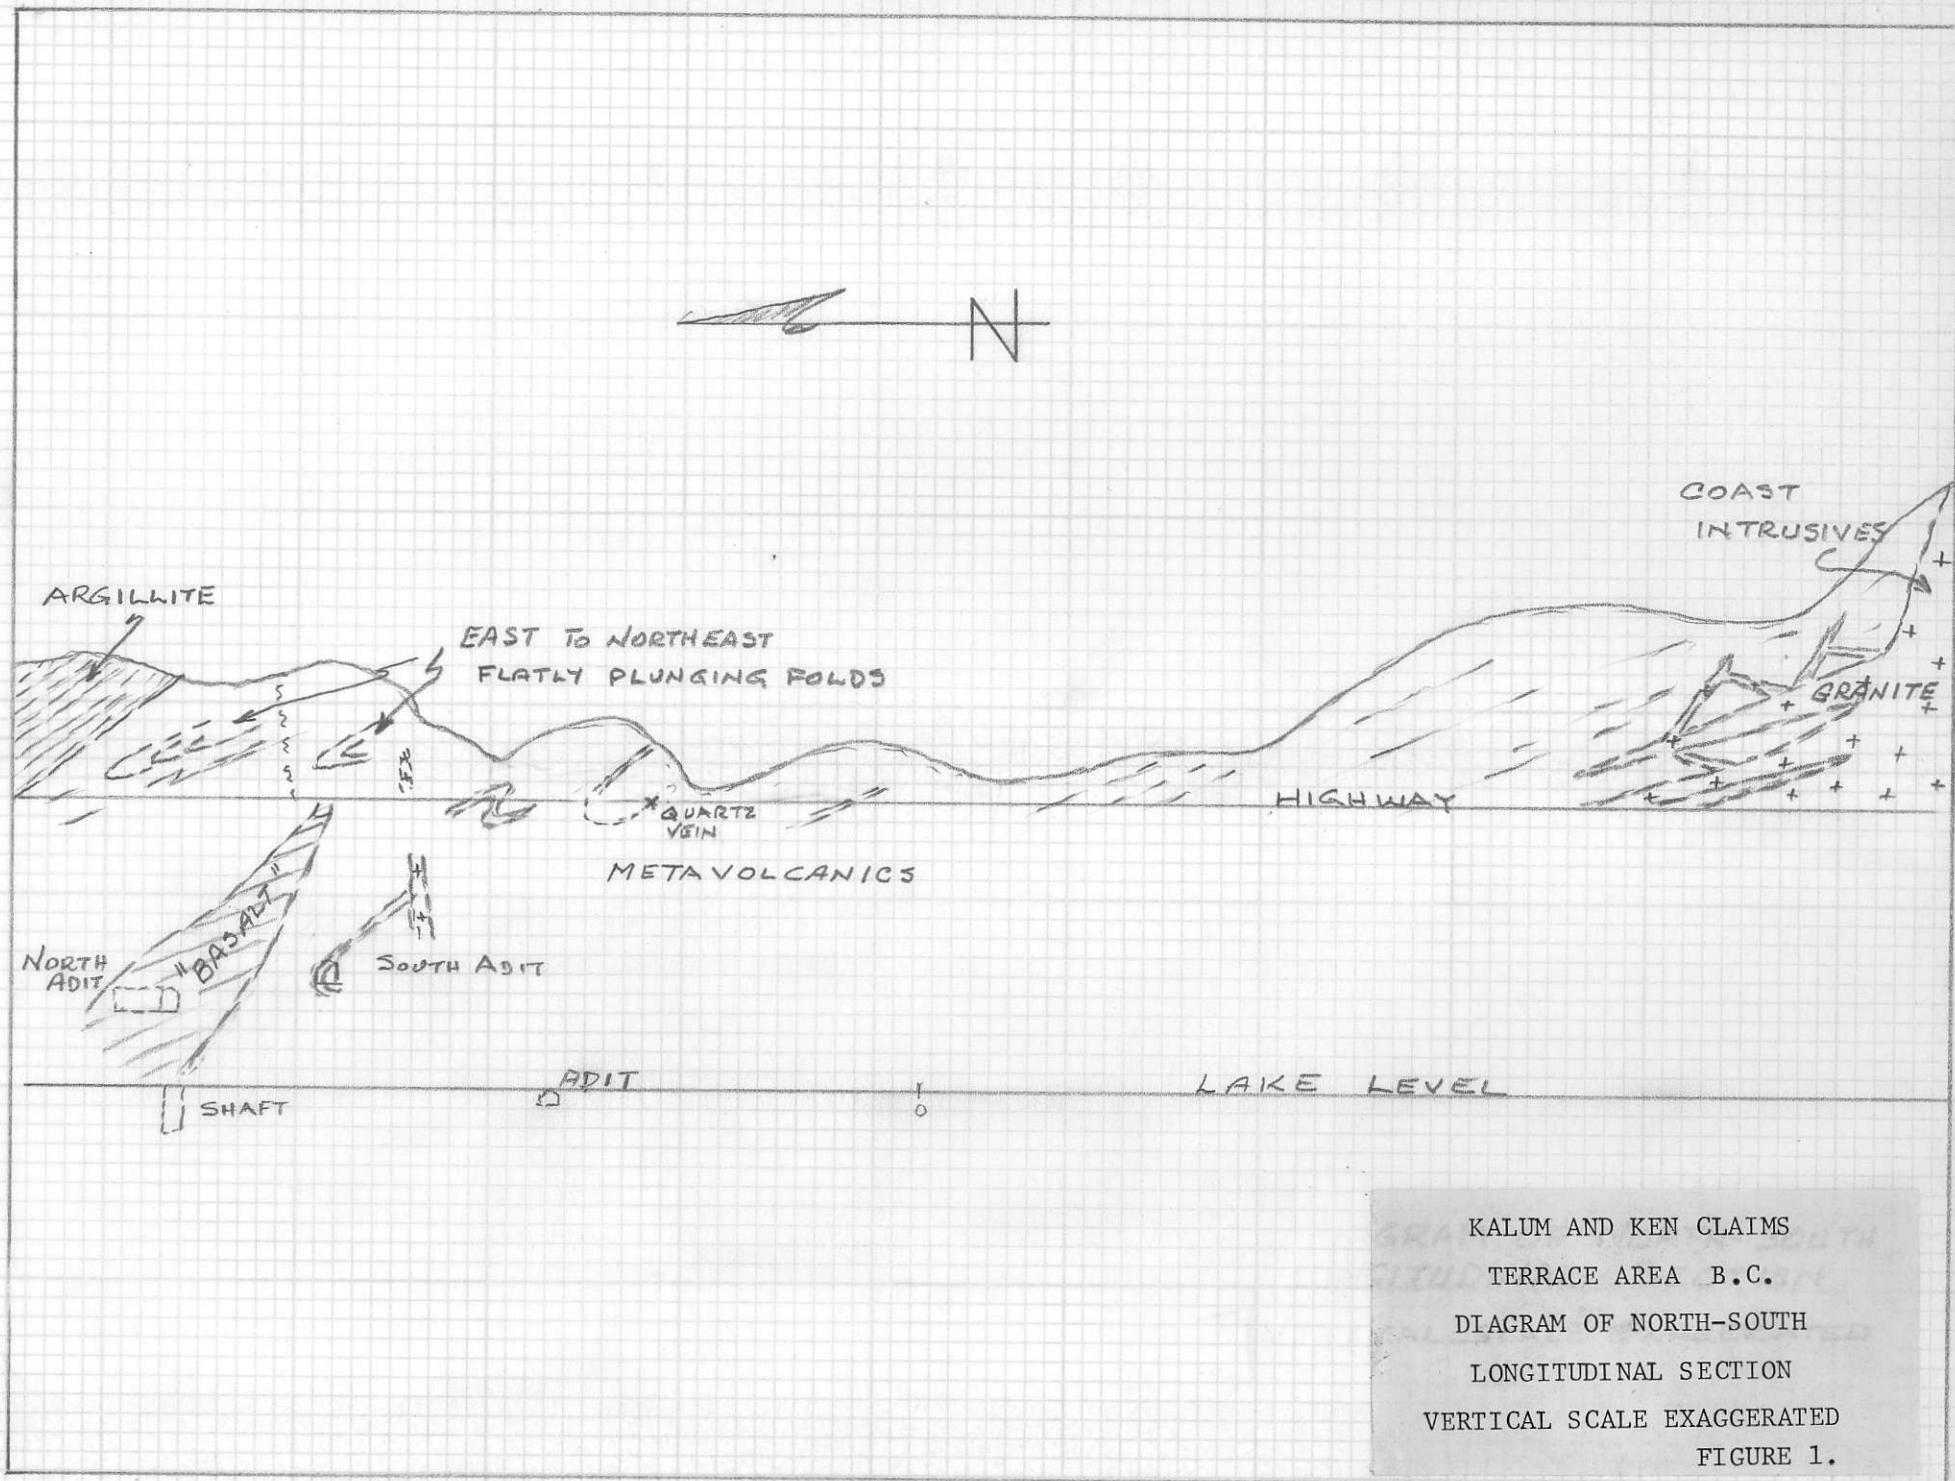 N
COAST
INTRUSIVES
ARGILLITE
EAST TO NORTHEAST
FLATLY PLUNGING FOLDS
GRANITE
HIGHWAY
QUARTZ
VEIN
METAVOLCANICS
"BASALT"
NORTH
ADIT
SOUTH ADIT
ADIT
LAKE LEVEL
SHAFT
0
KALUM AND KEN CLAIMS
TERRACE AREA B.C.
DIAGRAM OF NORTH-SOUTH
LONGITUDINAL SECTION
VERTICAL SCALE EXAGGERATED
FIGURE 1.